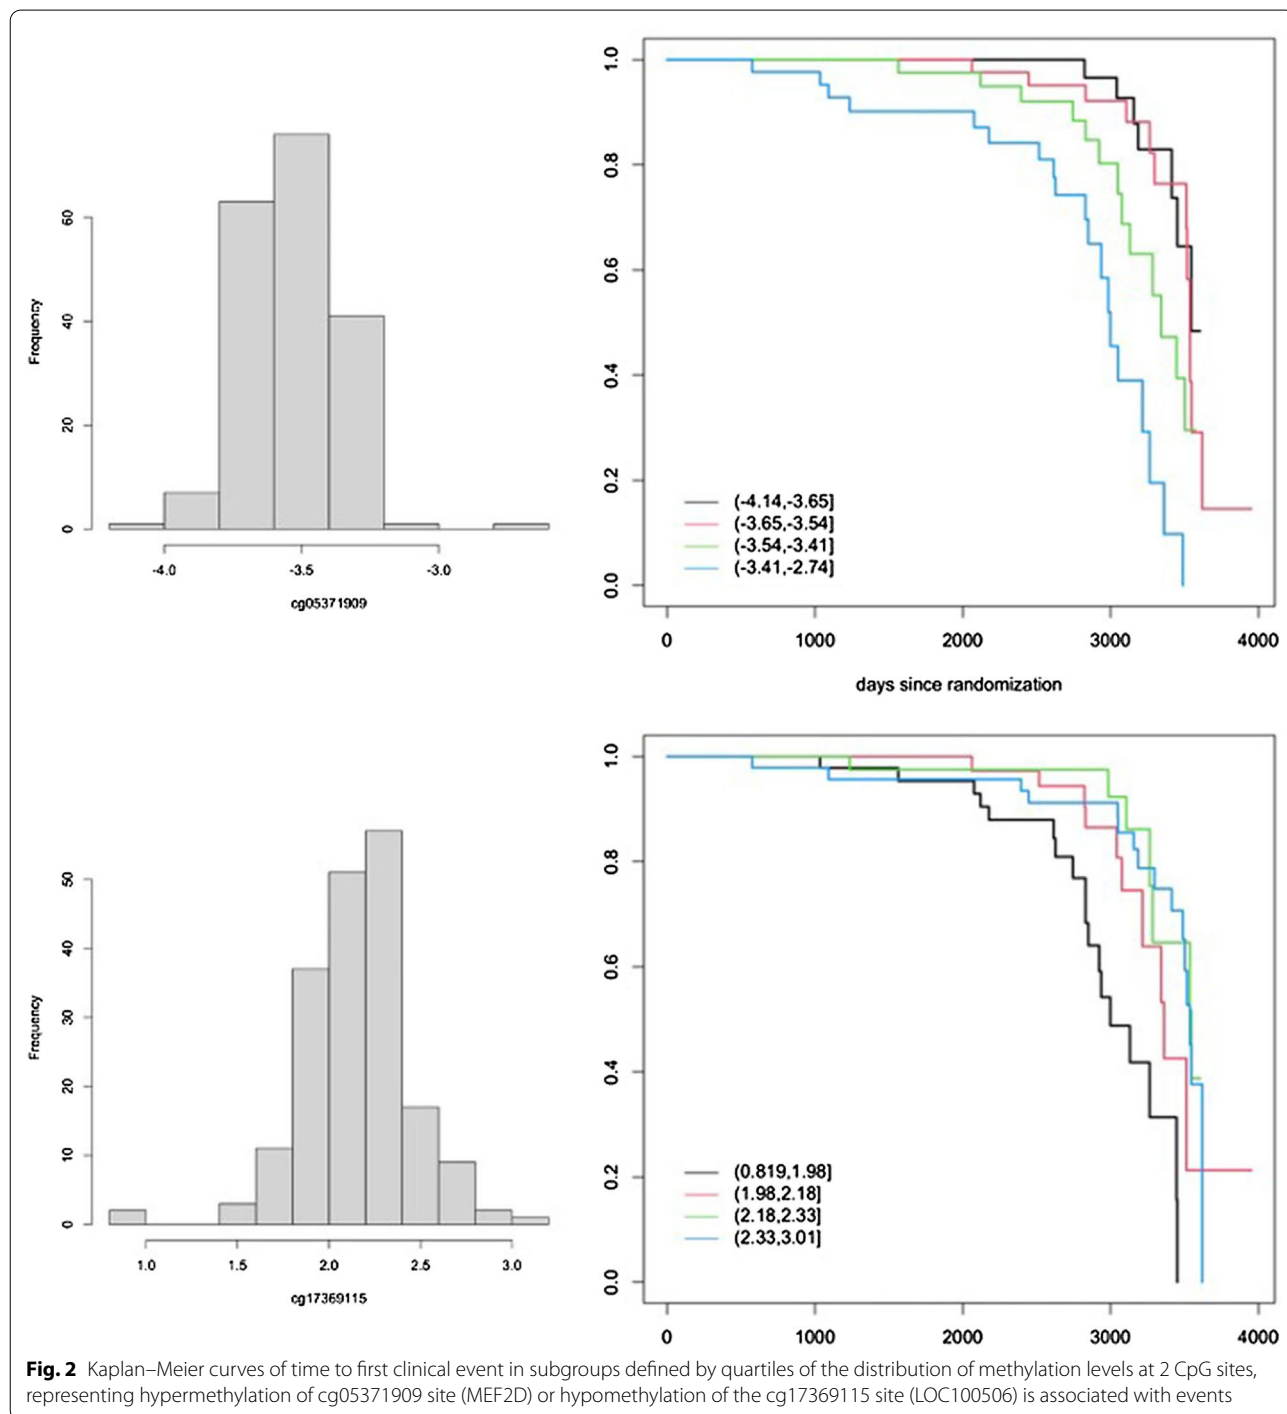 Frequency
60
40
20
0
-4.0 -3.5 -3.0
cg05371909
1.0
0.8
0.6
0.4
0.2
0.0
(-4.14,-3.65]
(-3.65,-3.54]
(-3.54,-3.41]
(-3.41,-2.74]
0 1000 2000 3000 4000
days since randomization
Frequency
50
40
30
20
10
0
1.0 1.5 2.0 2.5 3.0
cg17369115
1.0
0.8
0.6
0.4
0.2
0.0
(0.819,1.98]
(1.98,2.18]
(2.18,2.33]
(2.33,3.01]
0 1000 2000 3000 4000
Fig. 2 Kaplan–Meier curves of time to first clinical event in subgroups defined by quartiles of the distribution of methylation levels at 2 CpG sites,
representing hypermethylation of cg05371909 site (MEF2D) or hypomethylation of the cg17369115 site (LOC100506) is associated with events